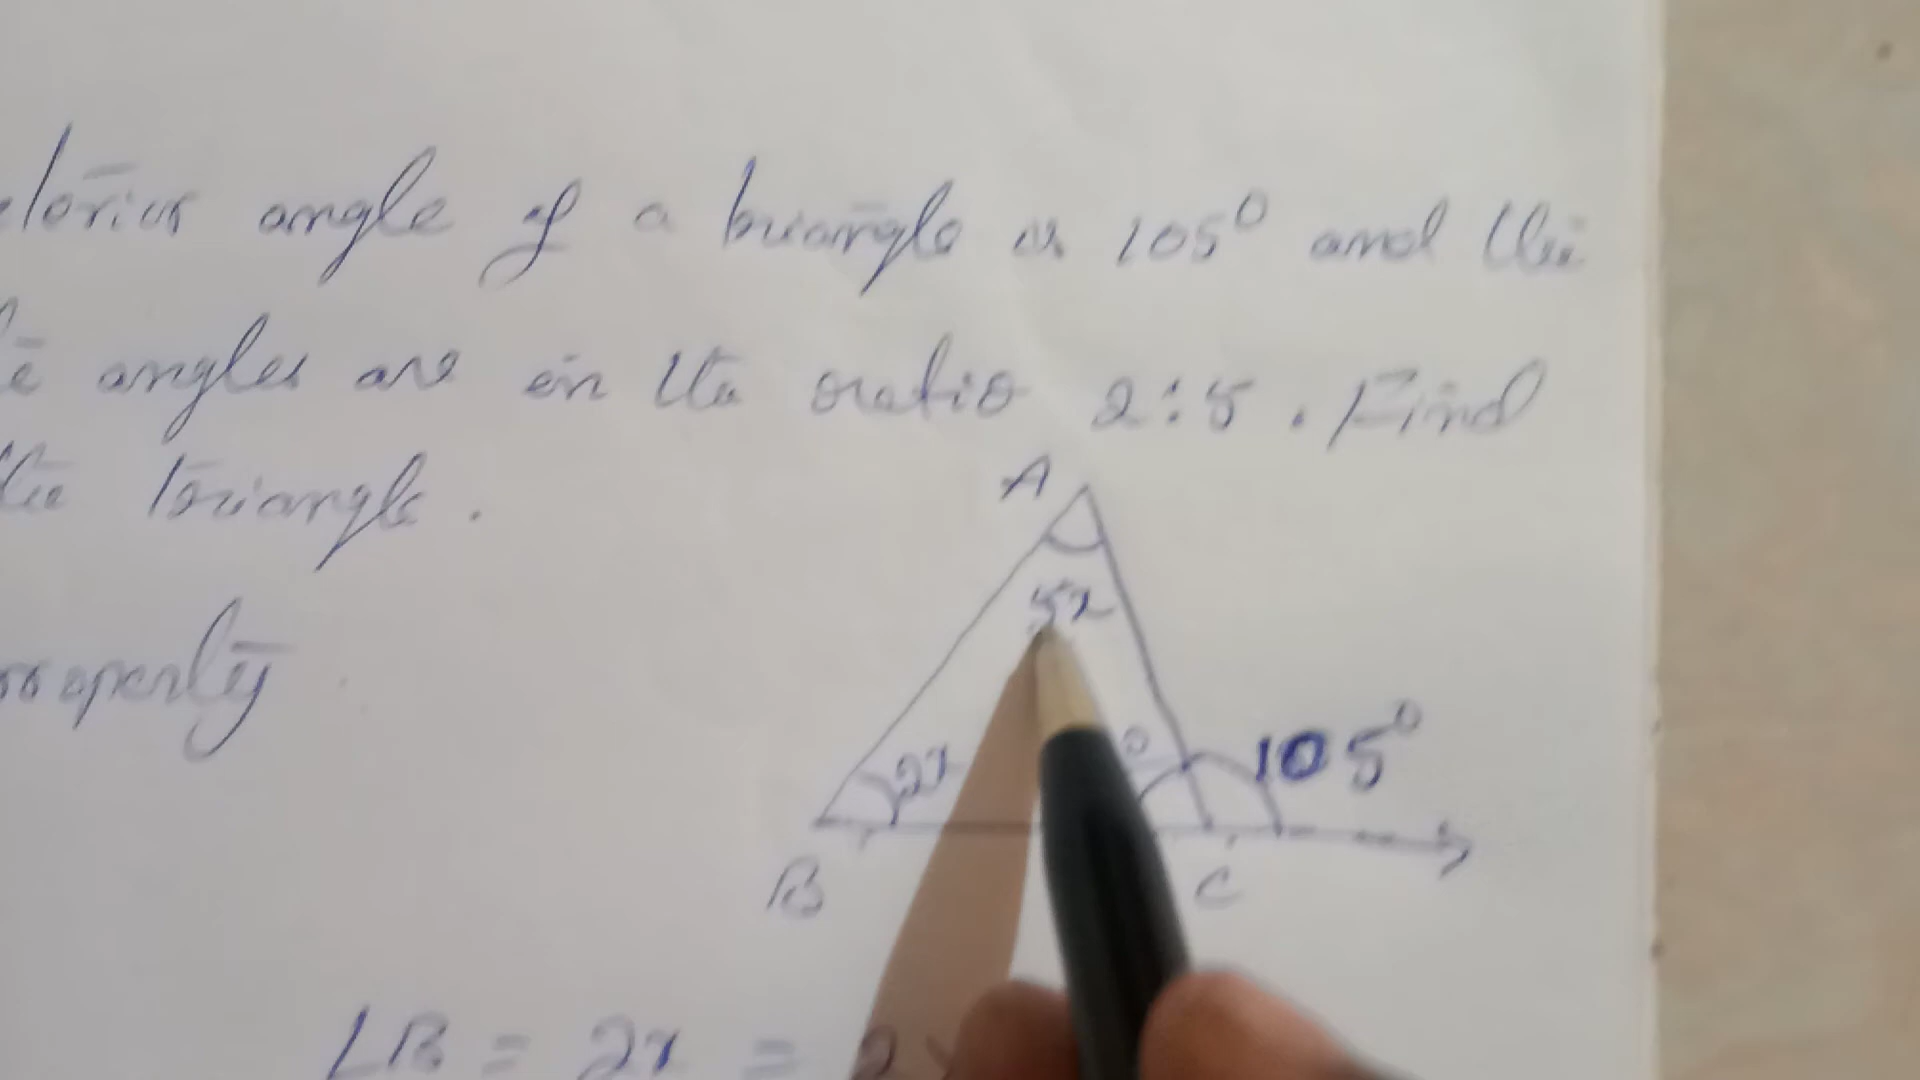 angle of a triangle is 105° and the
angles are in the ratio 2:5. Find
the triangle.
A
5x
2x
105°
B
C
∠B = 2x =